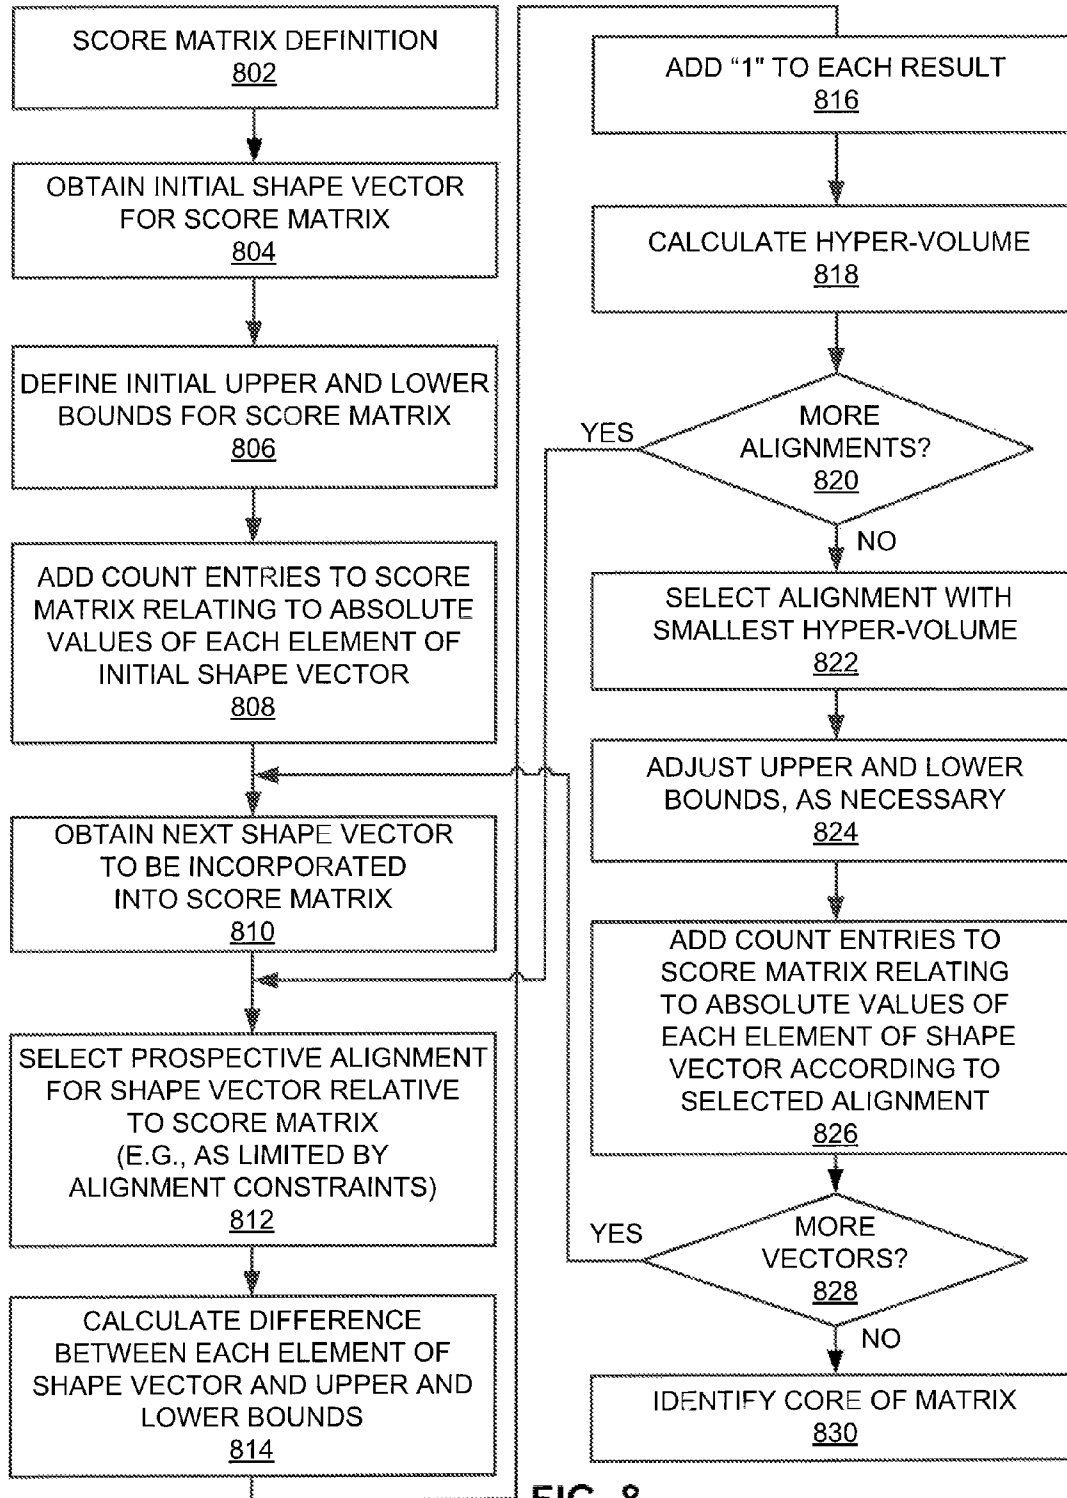 SCORE MATRIX DEFINITION
802
OBTAIN INITIAL SHAPE VECTOR
FOR SCORE MATRIX
804
DEFINE INITIAL UPPER AND LOWER
BOUNDS FOR SCORE MATRIX
806
ADD COUNT ENTRIES TO SCORE
MATRIX RELATING TO ABSOLUTE
VALUES OF EACH ELEMENT OF
INITIAL SHAPE VECTOR
808
OBTAIN NEXT SHAPE VECTOR
TO BE INCORPORATED
INTO SCORE MATRIX
810
SELECT PROSPECTIVE ALIGNMENT
FOR SHAPE VECTOR RELATIVE
TO SCORE MATRIX
(E.G., AS LIMITED BY
ALIGNMENT CONSTRAINTS)
812
CALCULATE DIFFERENCE
BETWEEN EACH ELEMENT OF
SHAPE VECTOR AND UPPER AND
LOWER BOUNDS
814
ADD "1" TO EACH RESULT
816
CALCULATE HYPER-VOLUME
818
MORE
ALIGNMENTS?
820
YES
NO
SELECT ALIGNMENT WITH
SMALLEST HYPER-VOLUME
822
ADJUST UPPER AND LOWER
BOUNDS, AS NECESSARY
824
ADD COUNT ENTRIES TO
SCORE MATRIX RELATING
TO ABSOLUTE VALUES OF
EACH ELEMENT OF SHAPE
VECTOR ACCORDING TO
SELECTED ALIGNMENT
826
MORE
VECTORS?
828
YES
NO
IDENTIFY CORE OF MATRIX
830
FIG. 8